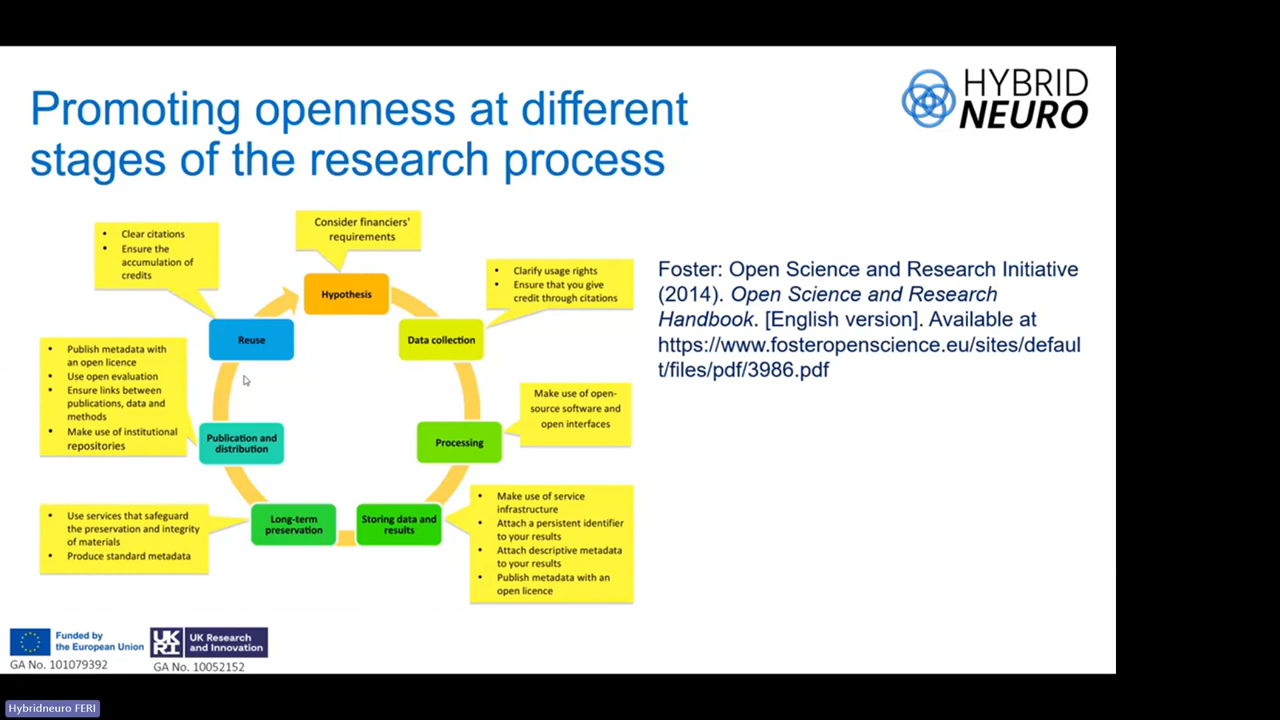 Promoting openness at different
stages of the research process
HYBRID
NEURO
Consider financiers'
requirements
• Clear citations
• Ensure the
accumulation of
credits
• Clarify usage rights
• Ensure that you give
credit through citations
Hypothesis
Reuse
Data collection
• Publish metadata with
an open licence
• Use open evaluation
• Ensure links between
publications, data and
methods
• Make use of institutional
repositories
Make use of open-
source software and
open interfaces
Publication and
distribution
Processing
• Use services that safeguard
the preservation and integrity
of materials
• Produce standard metadata
Long-term
preservation
Storing data and
results
• Make use of service
infrastructure
• Attach a persistent identifier
to your results
• Attach descriptive metadata
to your results
• Publish metadata with an
open licence
Foster: Open Science and Research Initiative
(2014). Open Science and Research
Handbook. [English version]. Available at
https://www.fosteropenscience.eu/sites/defaul
t/files/pdf/3986.pdf
Funded by
the European Union
GA No. 101079392
UK
RI
UK Research
and Innovation
GA No. 10052152
Hybridneuro FERI